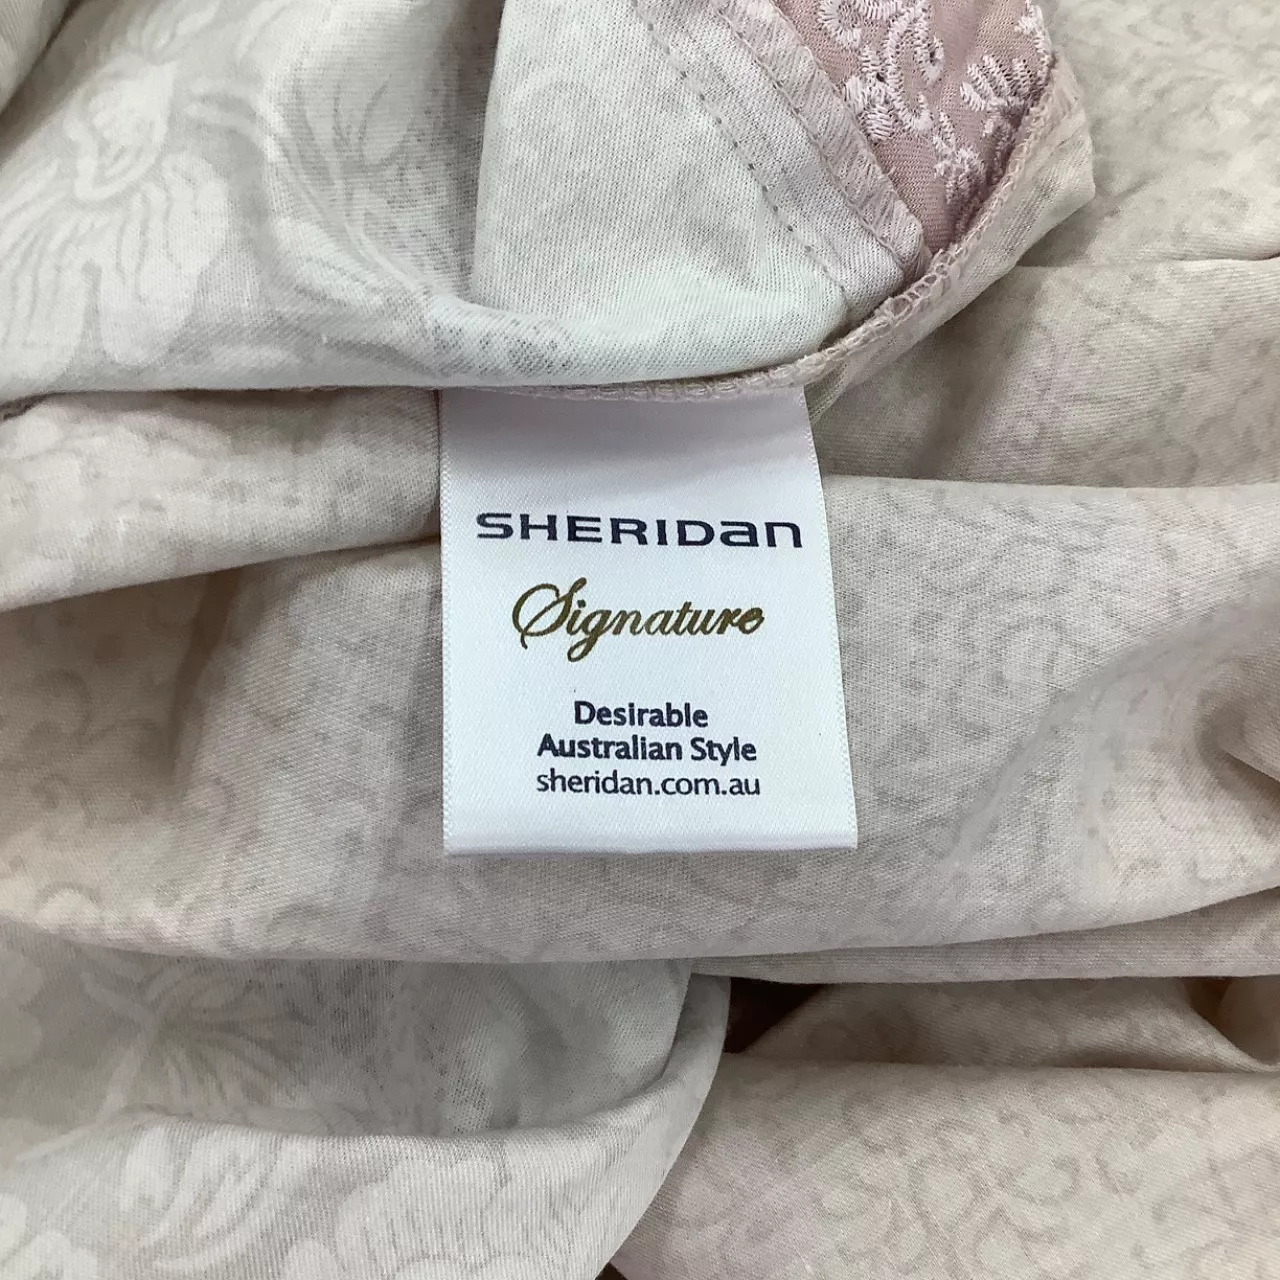 SHERIDan
Signature
Desirable
Australian Style
sheridan.com.au